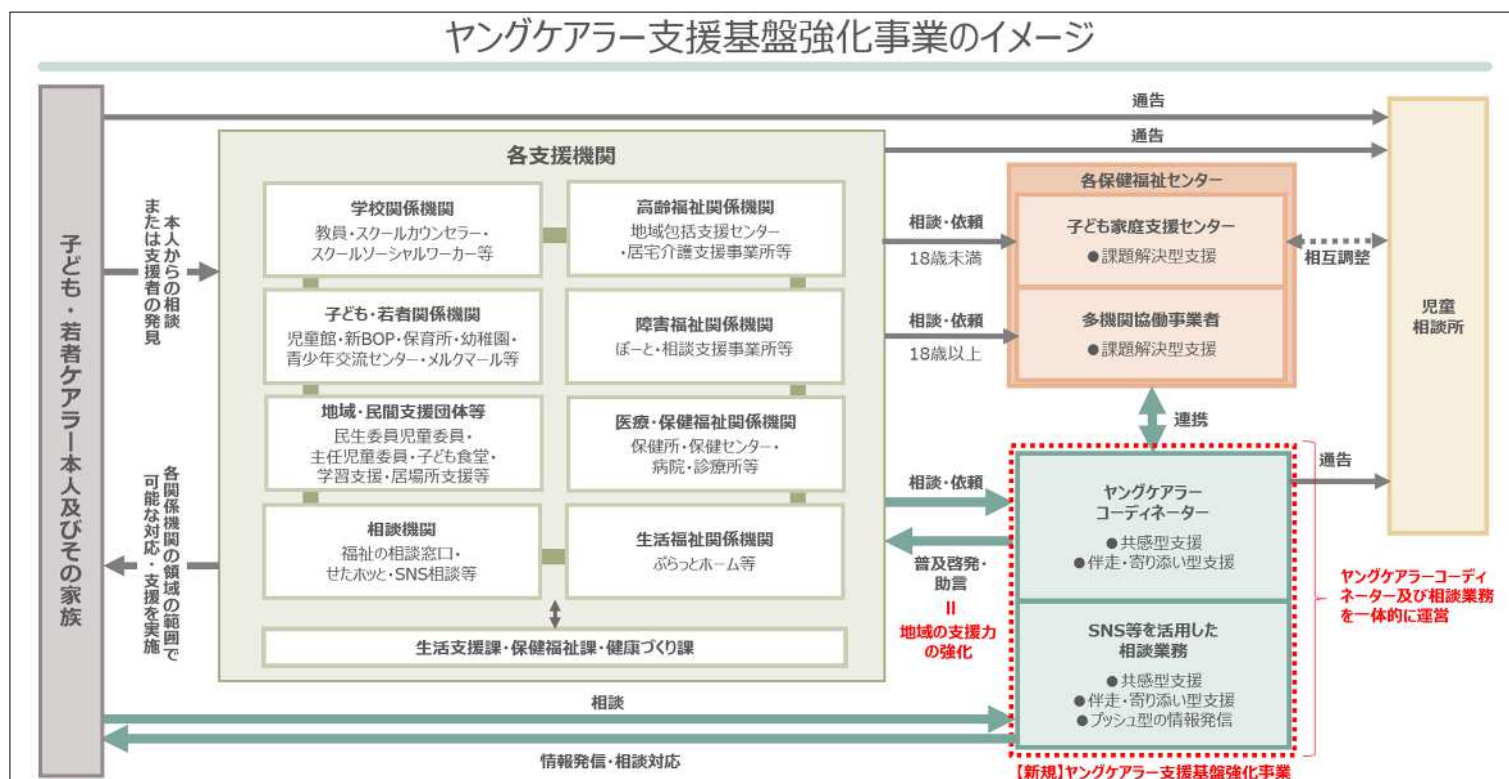 ヤングケアラー支援基盤強化事業のイメージ
子ども・若者ケアラー本人及びその家族
本人からの相談
または支援者の発見
各関係機関の領域の範囲で
可能な対応・支援を実施
通告
通告
各支援機関
学校関係機関
教員・スクールカウンセラー・
スクールソーシャルワーカー等
高齢福祉関係機関
地域包括支援センター
・居宅介護支援事業所等
子ども・若者関係機関
児童館・新BOP・保育所・幼稚園・
青少年交流センター・メルクマール等
障害福祉関係機関
ぽーと・相談支援事業所等
地域・民間支援団体等
民生委員児童委員・
主任児童委員・子ども食堂・
学習支援・居場所支援等
医療・保健福祉関係機関
保健所・保健センター・
病院・診療所等
相談機関
福祉の相談窓口・
せたホッと・SNS相談等
生活福祉関係機関
ぷらっとホーム等
生活支援課・保健福祉課・健康づくり課
相談・依頼
18歳未満
相談・依頼
18歳以上
各保健福祉センター
子ども家庭支援センター
●課題解決型支援
多機関協働事業者
●課題解決型支援
相互調整
児童
相談所
連携
相談・依頼
普及啓発・
助言
＝
地域の支援力
の強化
ヤングケアラー
コーディネーター
●共感型支援
●伴走・寄り添い型支援
SNS等を活用した
相談業務
●共感型支援
●伴走・寄り添い型支援
●プッシュ型の情報発信
通告
ヤングケアラーコーディ
ネーター及び相談業務
を一体的に運営
相談
情報発信・相談対応
【新規】ヤングケアラー支援基盤強化事業